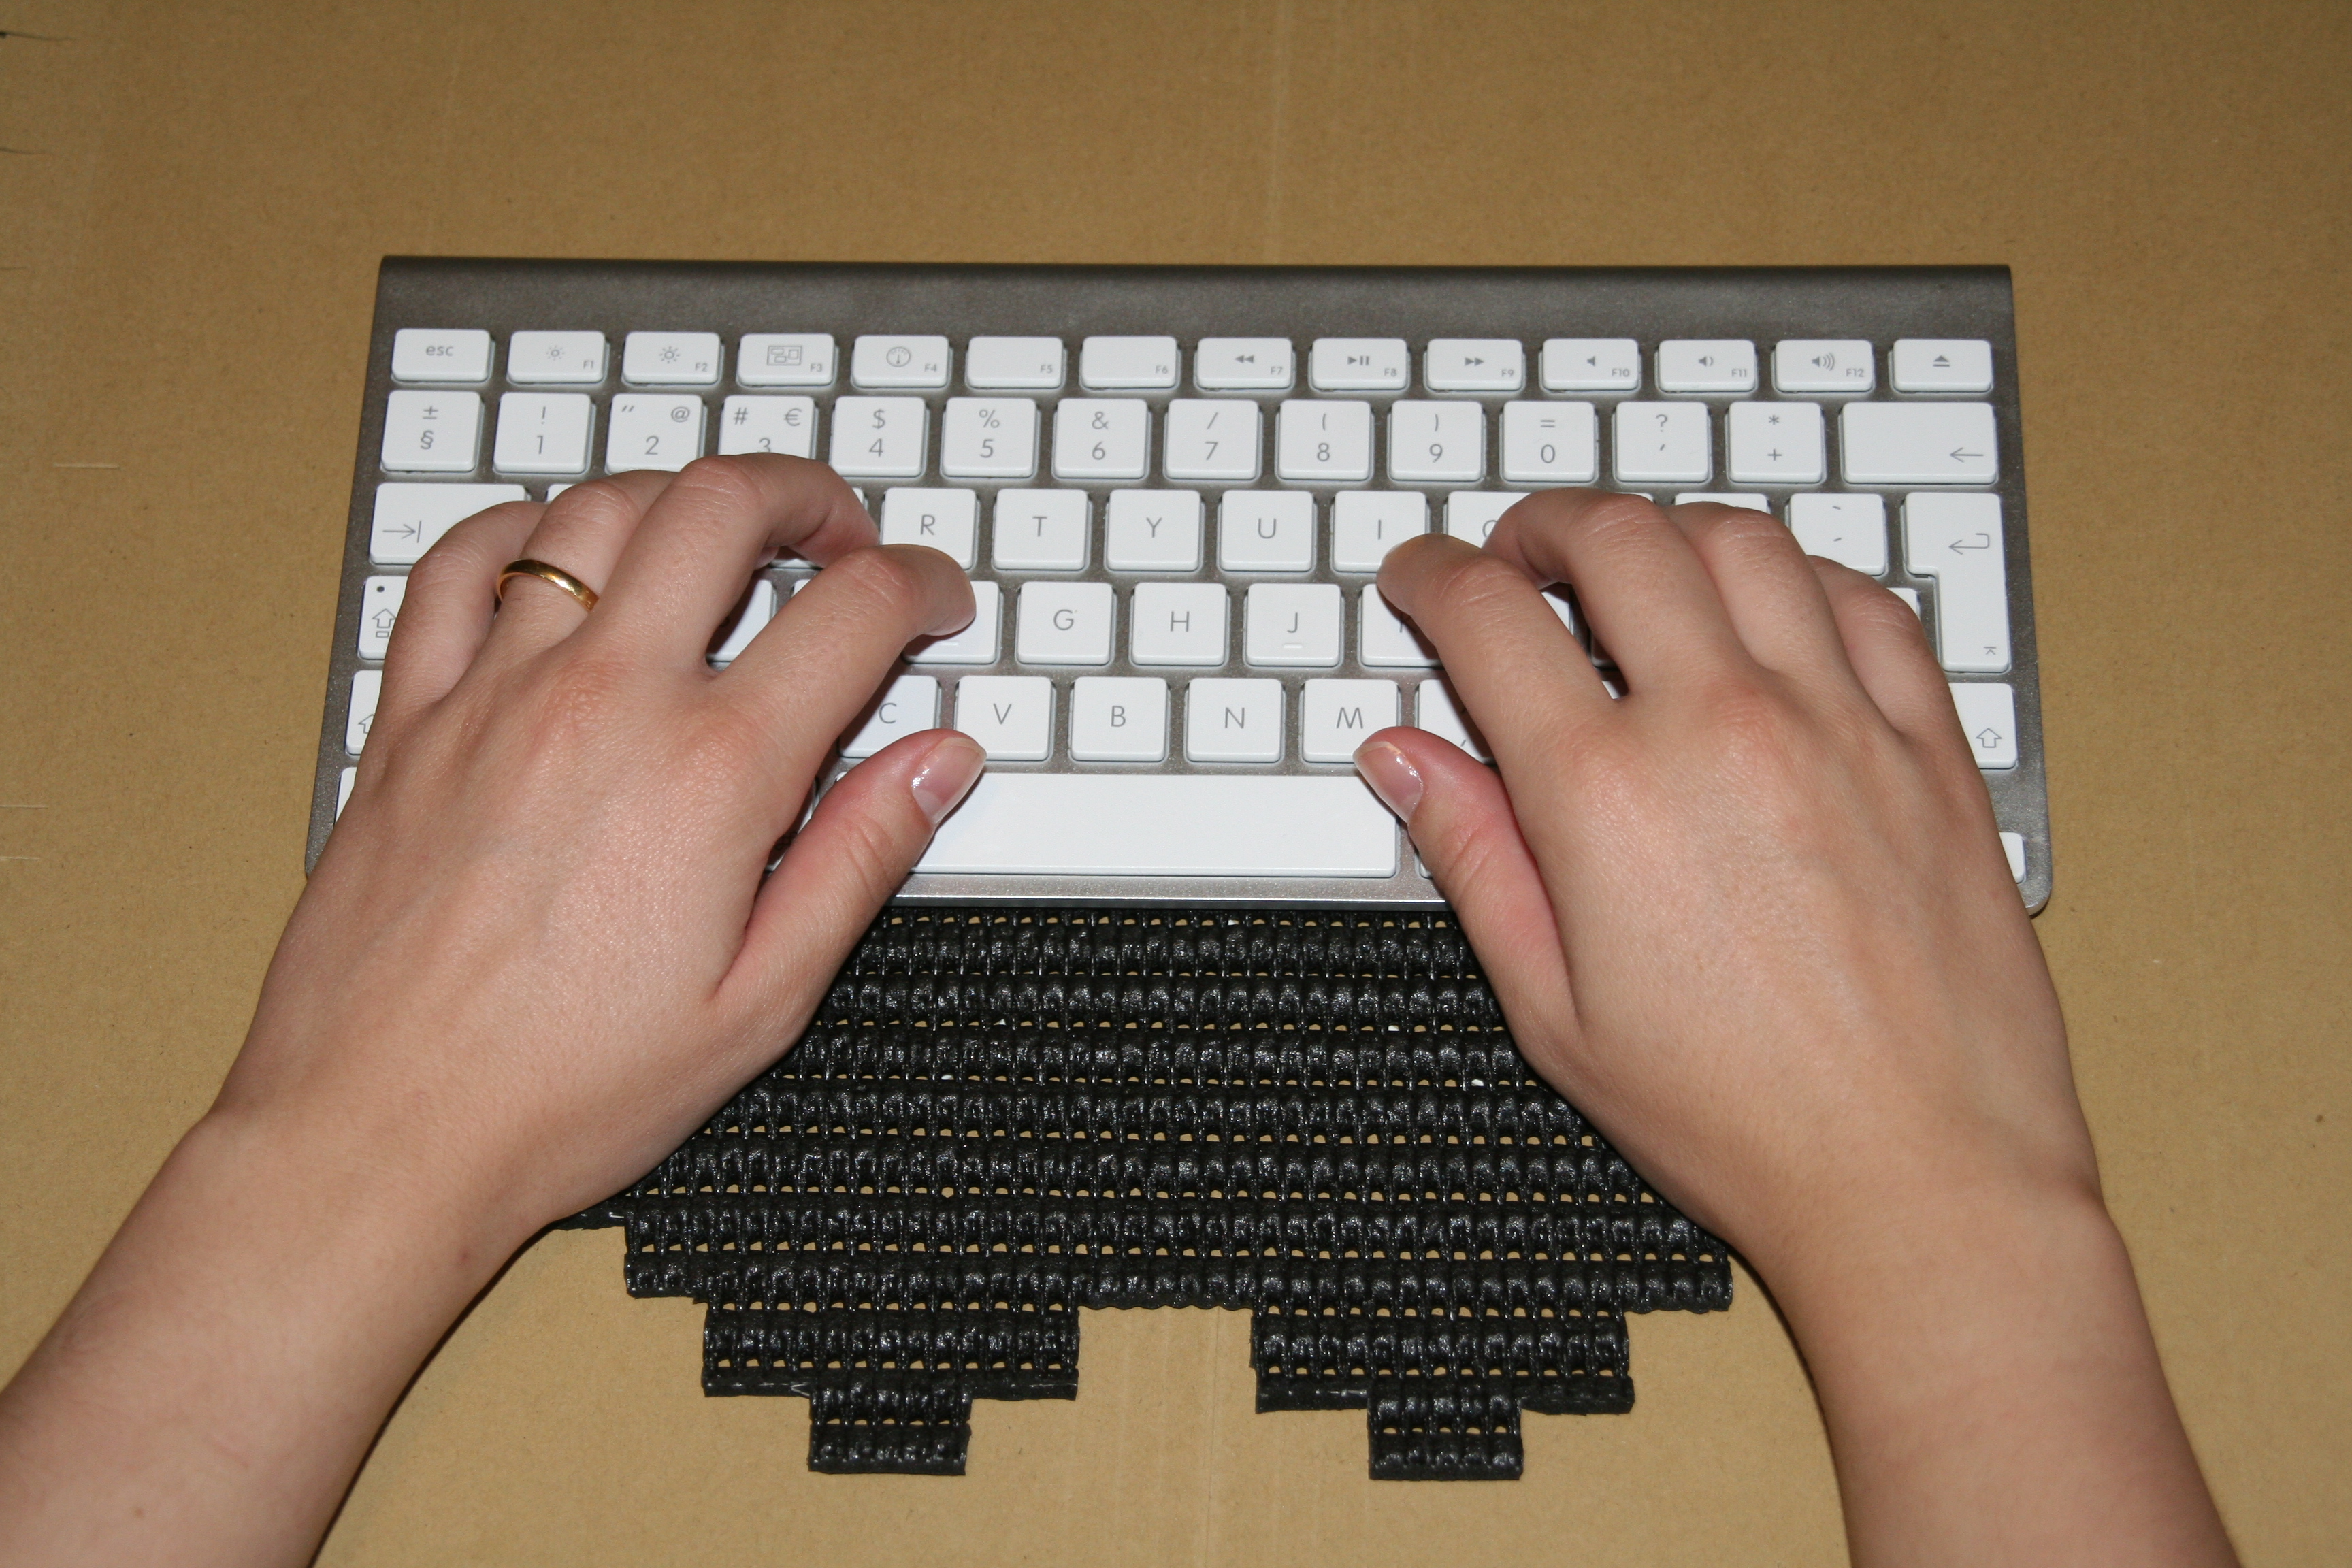 esc F1 F2 F3 F4 F5 F6 F7 F8 F9 F10 F11 F12
± ! " @ # € $ % & / ( ) = ? *
§ 1 2 3 4 5 6 7 8 9 0 ' +
R T Y U I
G H J
C V B N M